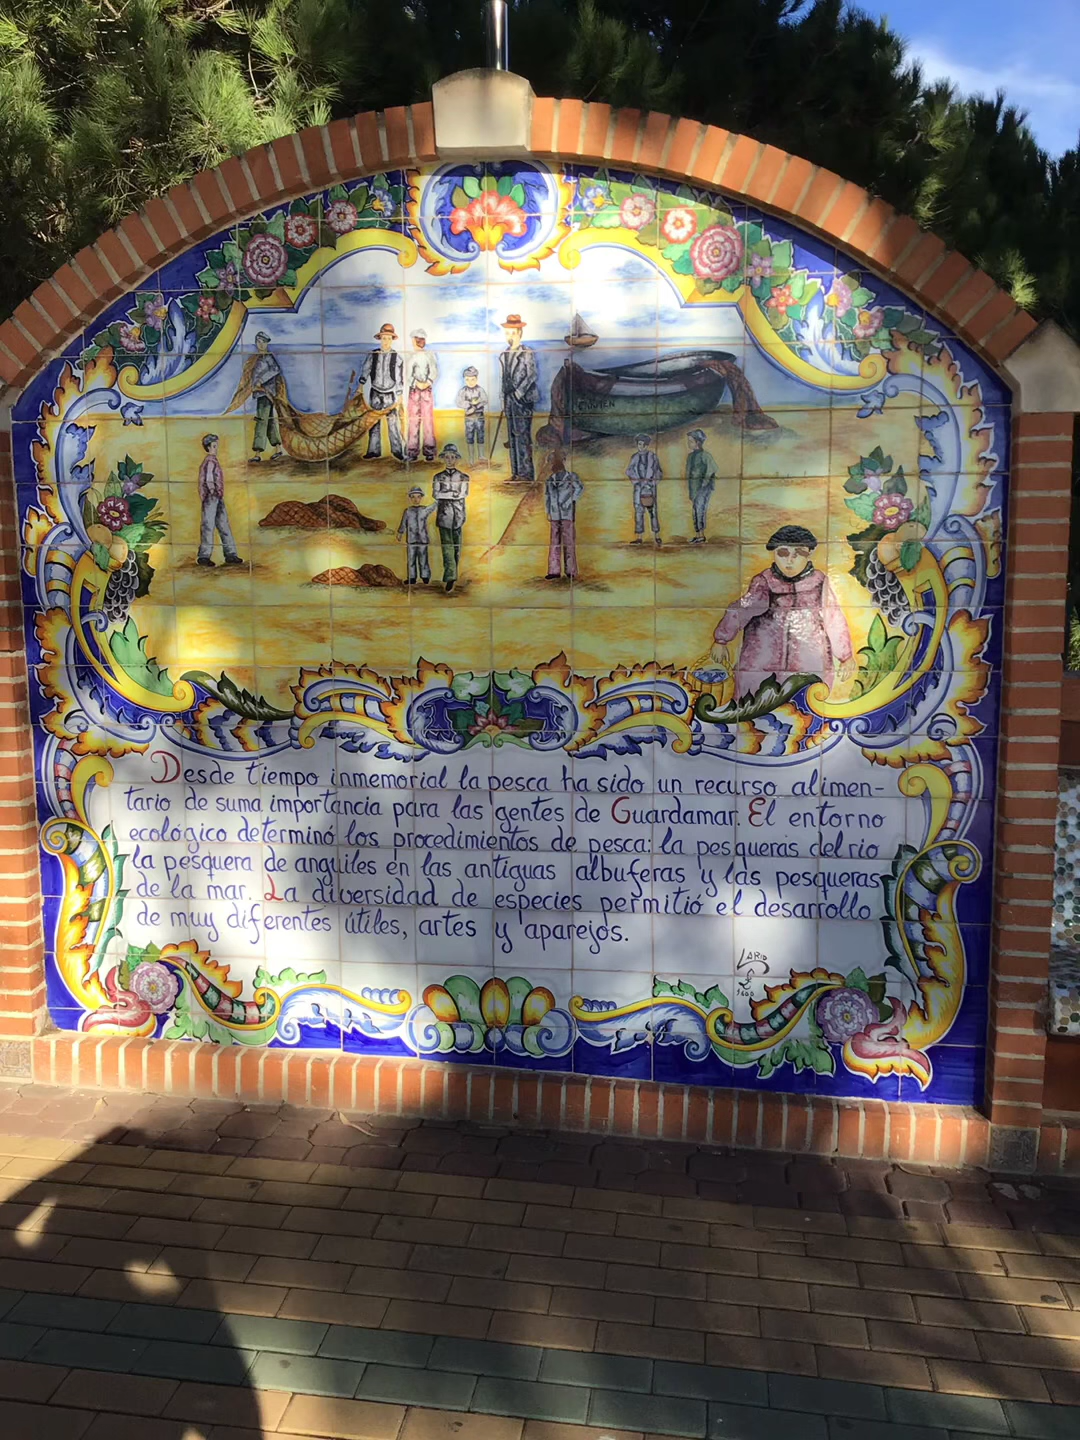 Desde tiempo inmemorial la pesca ha sido un recurso alimen-
tario de suma importancia para las gentes de Guardamar. El entorno
ecológico determinó los procedimientos de pesca: la pesqueras del rio
la pesquera de anguiles en las antiguas albuferas y las pesqueras
de la mar. La diversidad de especies permitió el desarrollo
de muy diferentes útiles, artes y aparejos.
LARIO